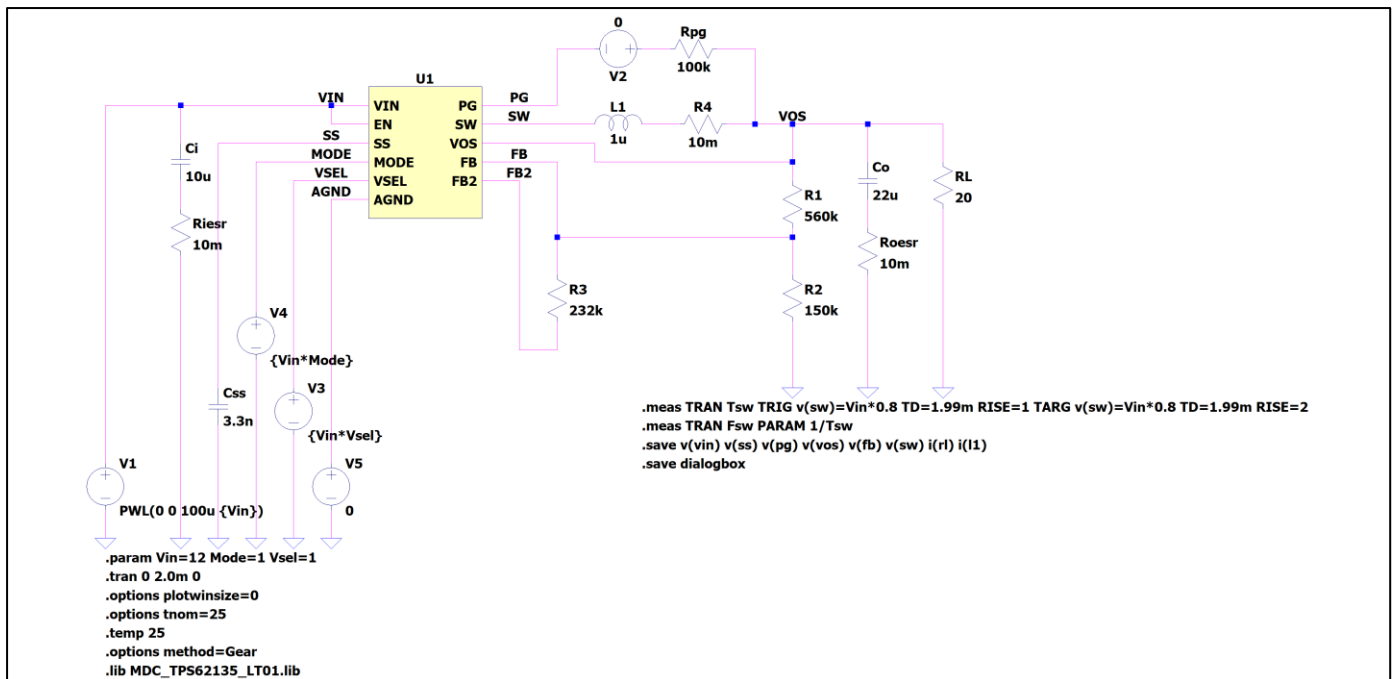 0
Rpg
100k
V2
U1
VIN
VIN
EN
SS
MODE
VSEL
AGND
PG
SW
VOS
FB
FB2
SS
MODE
VSEL
AGND
PG
SW
FB
FB2
L1
1u
R4
10m
VOS
Ci
10u
Riesr
10m
R1
560k
Co
22u
RL
20
Roesr
10m
R3
232k
R2
150k
V4
{Vin*Mode}
Css
3.3n
V3
{Vin*Vsel}
V1
PWL(0 0 100u {Vin})
V5
0
.meas TRAN Tsw TRIG v(sw)=Vin*0.8 TD=1.99m RISE=1 TARG v(sw)=Vin*0.8 TD=1.99m RISE=2
.meas TRAN Fsw PARAM 1/Tsw
.save v(vin) v(ss) v(pg) v(vos) v(fb) v(sw) i(rl) i(l1)
.save dialogbox
.param Vin=12 Mode=1 Vsel=1
.tran 0 2.0m 0
.options plotwinsize=0
.options tnom=25
.temp 25
.options method=Gear
.lib MDC_TPS62135_LT01.lib